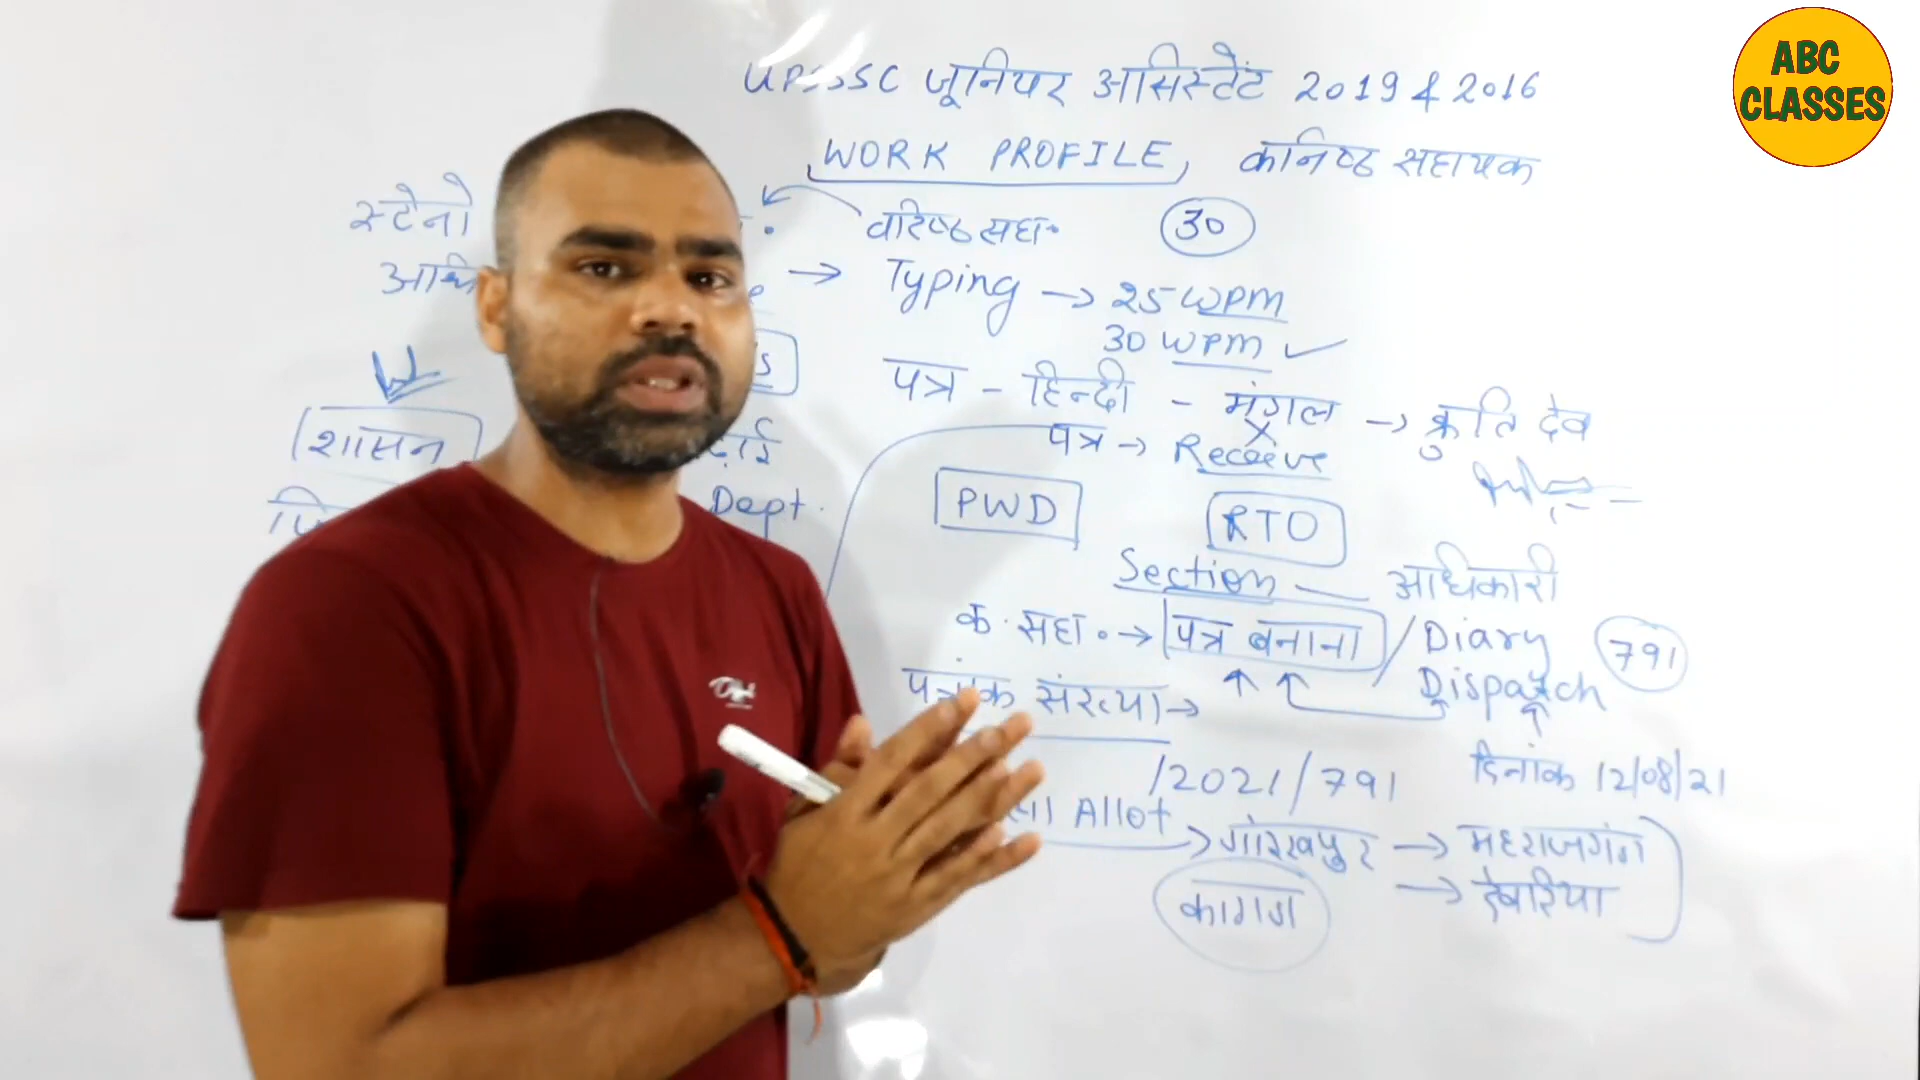 ABC
CLASSES
UPSSSC जूनियर असिस्टेंट 2019 & 2016
WORK PROFILE, कनिष्ठ सहायक
स्टेनो
वरिष्ठ सहा. 30
→ Typing → 25 WPM
30 WPM
पत्र - हिन्दी - मंगल → क्रुति देव
पत्र → Receive
शासन
Dept.
PWD RTO
Section — अधिकारी
क. सहा. → पत्र बनाना / Diary 791
Dispatch
पत्रांक संख्या →
/2021/791 दिनांक 12/08/21
Allot → गोरखपुर → महराजगंज
→ देवरिया
कागज